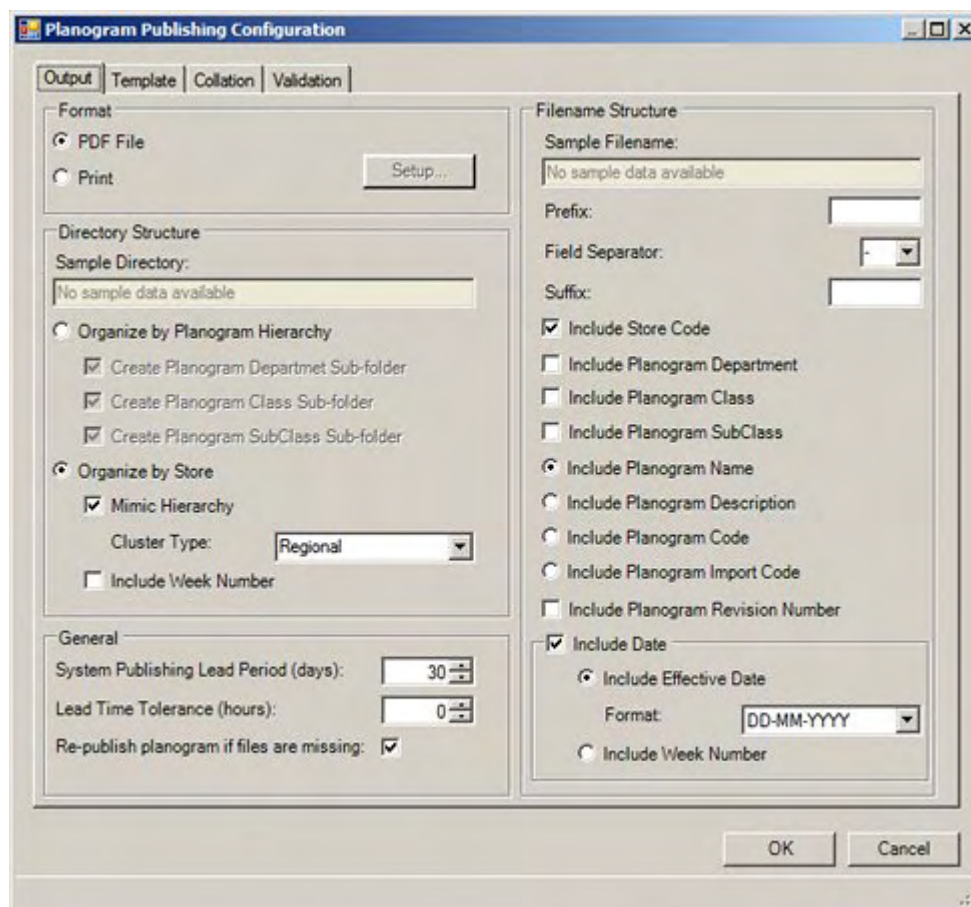 Planogram Publishing Configuration
Output Template Collation Validation
Format
PDF File
Print
Setup...
Directory Structure
Sample Directory:
No sample data available
Organize by Planogram Hierarchy
Create Planogram Departmet Sub-folder
Create Planogram Class Sub-folder
Create Planogram SubClass Sub-folder
Organize by Store
Mimic Hierarchy
Cluster Type: Regional
Include Week Number
General
System Publishing Lead Period (days): 30
Lead Time Tolerance (hours): 0
Re-publish planogram if files are missing:
Filename Structure
Sample Filename:
No sample data available
Prefix:
Field Separator: -
Suffix:
Include Store Code
Include Planogram Department
Include Planogram Class
Include Planogram SubClass
Include Planogram Name
Include Planogram Description
Include Planogram Code
Include Planogram Import Code
Include Planogram Revision Number
Include Date
Include Effective Date
Format: DD-MM-YYYY
Include Week Number
OK Cancel